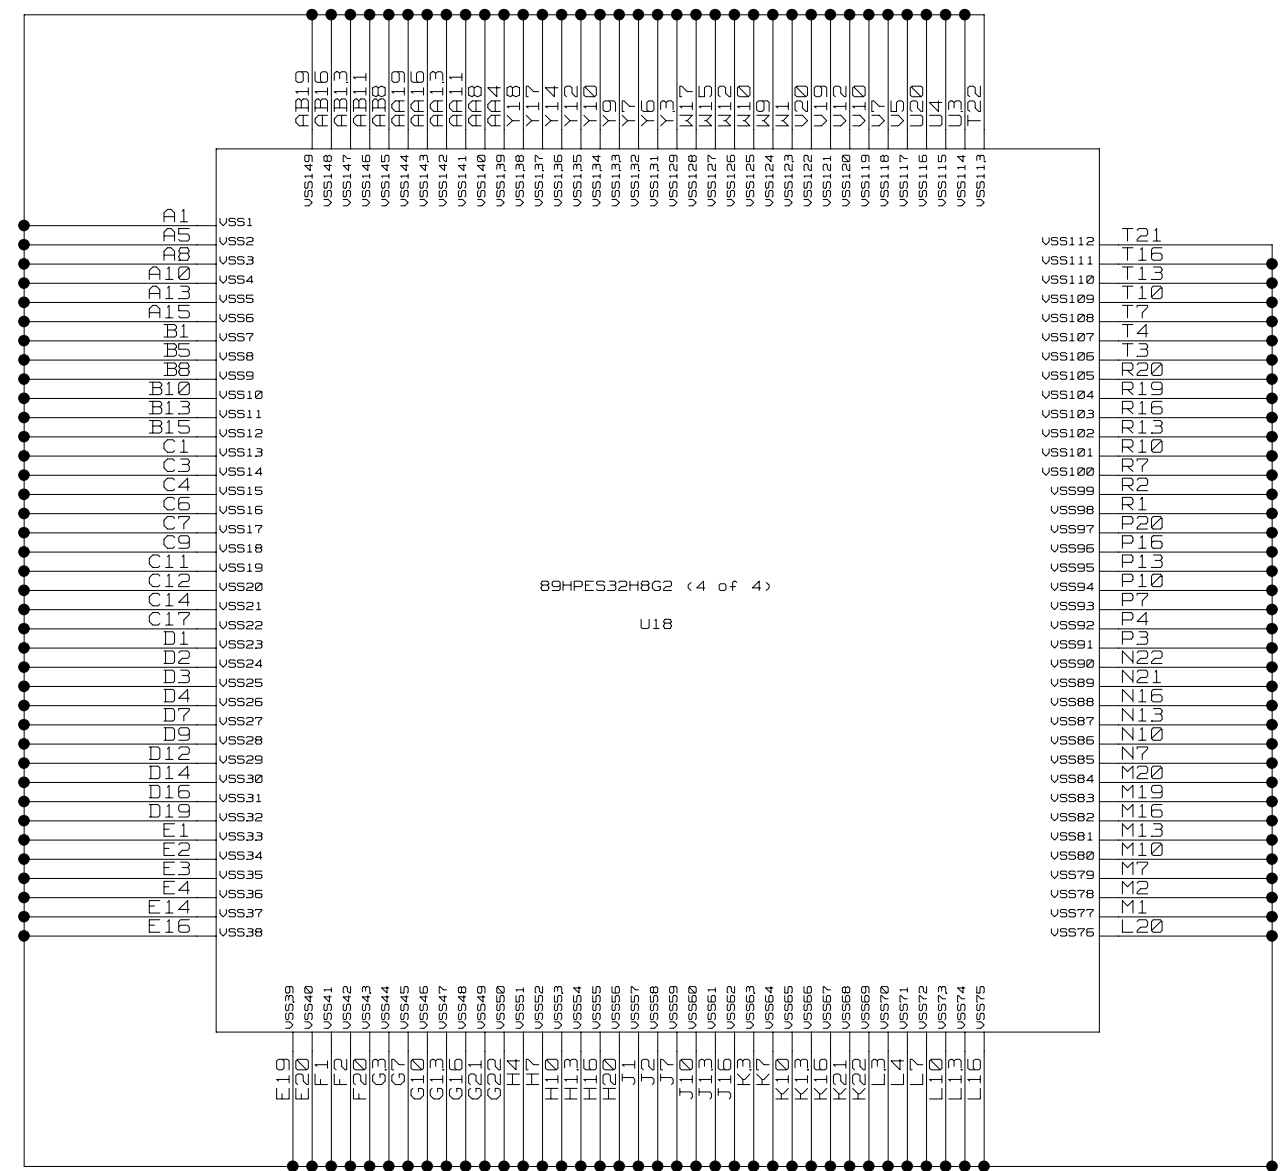 AB19
AB16
AB13
AB11
AB8
AA19
AA16
AA13
AA11
AA8
AA4
Y18
Y17
Y14
Y12
Y10
Y9
Y7
Y6
Y3
W17
W15
W12
W10
W9
W1
V20
V19
V12
V10
V7
V5
U20
U4
U3
T22
VSS149
VSS148
VSS147
VSS146
VSS145
VSS144
VSS143
VSS142
VSS141
VSS140
VSS139
VSS138
VSS137
VSS136
VSS135
VSS134
VSS133
VSS132
VSS131
VSS129
VSS128
VSS127
VSS126
VSS125
VSS124
VSS123
VSS122
VSS121
VSS120
VSS119
VSS118
VSS117
VSS116
VSS115
VSS114
VSS113
A1 VSS1
A5 VSS2
A8 VSS3
A10 VSS4
A13 VSS5
A15 VSS6
B1 VSS7
B5 VSS8
B8 VSS9
B10 VSS10
B13 VSS11
B15 VSS12
C1 VSS13
C3 VSS14
C4 VSS15
C6 VSS16
C7 VSS17
C9 VSS18
C11 VSS19
C12 VSS20
C14 VSS21
C17 VSS22
D1 VSS23
D2 VSS24
D3 VSS25
D4 VSS26
D7 VSS27
D9 VSS28
D12 VSS29
D14 VSS30
D16 VSS31
D19 VSS32
E1 VSS33
E2 VSS34
E3 VSS35
E4 VSS36
E14 VSS37
E16 VSS38
89HPES32H8G2 (4 of 4)
U18
VSS112 T21
VSS111 T16
VSS110 T13
VSS109 T10
VSS108 T7
VSS107 T4
VSS106 T3
VSS105 R20
VSS104 R19
VSS103 R16
VSS102 R13
VSS101 R10
VSS100 R7
VSS99 R2
VSS98 R1
VSS97 P20
VSS96 P16
VSS95 P13
VSS94 P10
VSS93 P7
VSS92 P4
VSS91 P3
VSS90 N22
VSS89 N21
VSS88 N16
VSS87 N13
VSS86 N10
VSS85 N7
VSS84 M20
VSS83 M19
VSS82 M16
VSS81 M13
VSS80 M10
VSS79 M7
VSS78 M2
VSS77 M1
VSS76 L20
VSS39
VSS40
VSS41
VSS42
VSS43
VSS44
VSS45
VSS46
VSS47
VSS48
VSS49
VSS50
VSS51
VSS52
VSS53
VSS54
VSS55
VSS56
VSS57
VSS58
VSS59
VSS60
VSS61
VSS62
VSS63
VSS64
VSS65
VSS66
VSS67
VSS68
VSS69
VSS70
VSS71
VSS72
VSS73
VSS74
VSS75
E19
E20
F1
F2
F20
G3
G7
G10
G13
G16
G21
G22
H4
H7
H10
H13
H16
H20
J1
J2
J7
J10
J13
J16
K3
K7
K10
K13
K16
K21
K22
L3
L4
L7
L10
L13
L16